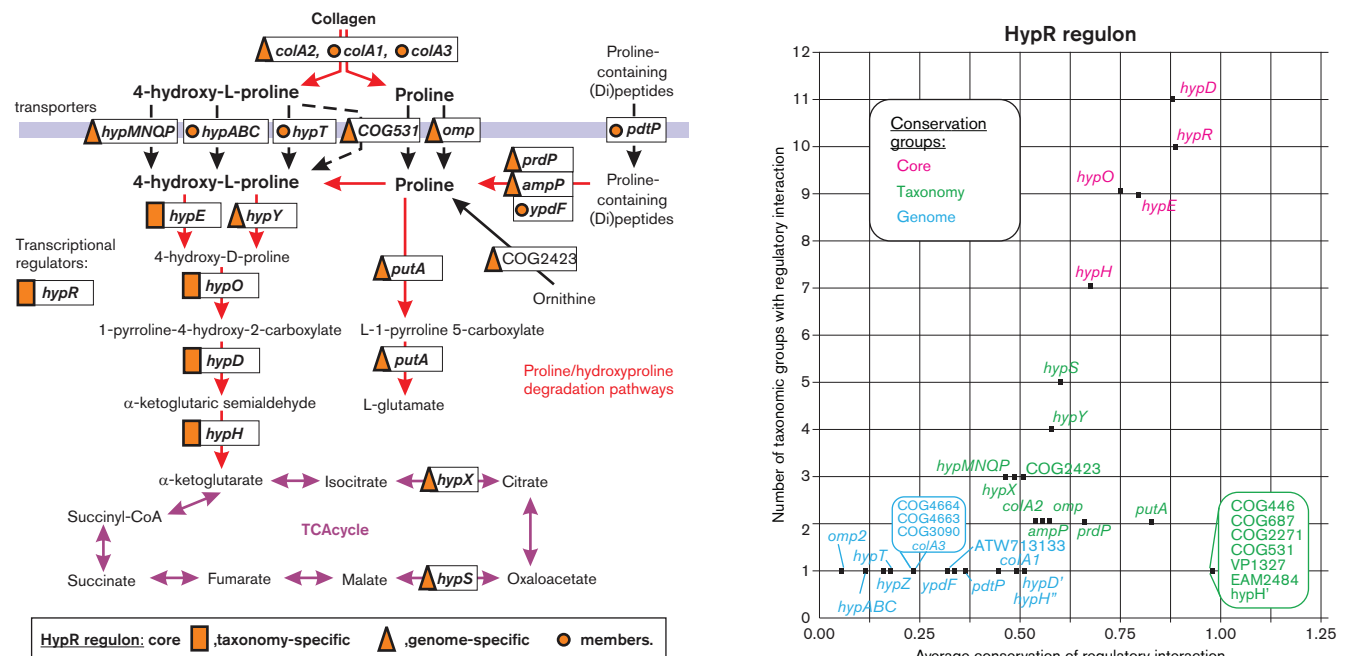 Collagen
colA2, colA1, colA3
Proline-
containing
(Di)peptides
4-hydroxy-L-proline
Proline
transporters
hypMNQP
hypABC
hypT
COG531
omp
pdtP
prdP
ampP
ypdF
4-hydroxy-L-proline
Proline
Proline-
containing
(Di)peptides
hypE
hypY
Transcriptional
regulators:
hypR
4-hydroxy-D-proline
hypO
putA
COG2423
Ornithine
1-pyrroline-4-hydroxy-2-carboxylate
L-1-pyrroline 5-carboxylate
hypD
putA
Proline/hydroxyproline
degradation pathways
α-ketoglutaric semialdehyde
L-glutamate
hypH
α-ketoglutarate
Isocitrate
hypX
Citrate
Succinyl-CoA
TCAcycle
Succinate
Fumarate
Malate
hypS
Oxaloacetate
HypR regulon: core ,taxonomy-specific ,genome-specific members.
HypR regulon
Number of taxonomic groups with regulatory interaction
12
11
10
9
8
7
6
5
4
3
2
1
0
Conservation
groups:
Core
Taxonomy
Genome
hypD
hypR
hypO
hypE
hypH
hypS
hypY
hypMNQP
COG2423
hypX
colA2
omp
ampP
prdP
putA
COG4664
COG4663
COG3090
colA3
omp2
hypT
ATW713133
colA1
hypZ
ypdF
pdtP
hypD'
hypABC
hypH"
COG446
COG687
COG2271
COG531
VP1327
EAM2484
hypH'
0.00
0.25
0.50
0.75
1.00
1.25
Average conservation of regulatory interaction